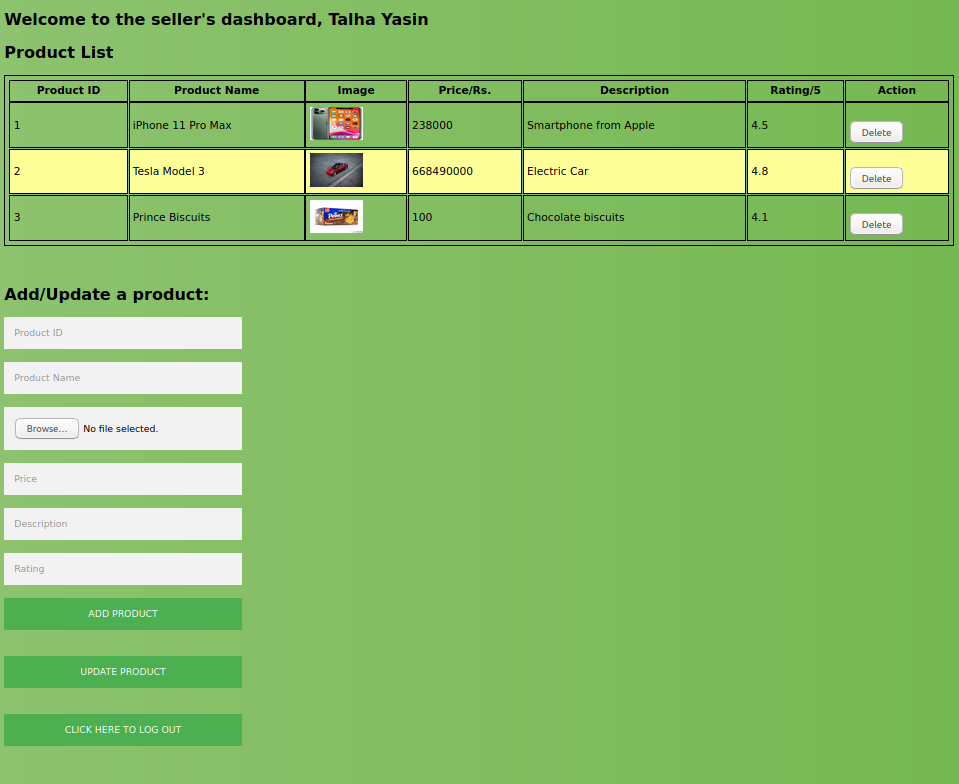 Welcome to the seller's dashboard, Talha Yasin
Product List
Product ID Product Name Image Price/Rs. Description Rating/5 Action
1 iPhone 11 Pro Max 238000 Smartphone from Apple 4.5 Delete
2 Tesla Model 3 668490000 Electric Car 4.8 Delete
3 Prince Biscuits Prince 100 Chocolate biscuits 4.1 Delete
Add/Update a product:
Product ID
Product Name
Browse... No file selected.
Price
Description
Rating
ADD PRODUCT
UPDATE PRODUCT
CLICK HERE TO LOG OUT